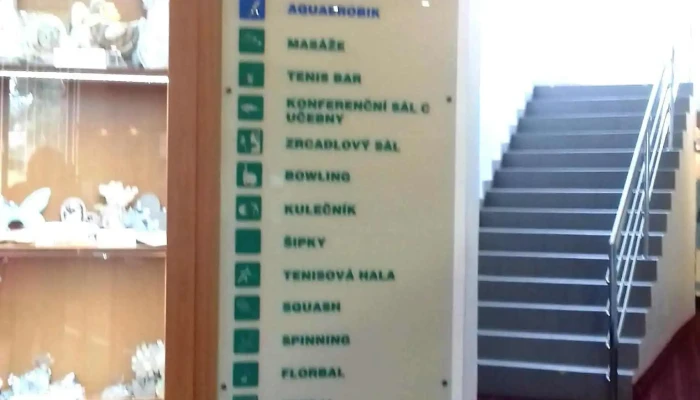 AQUAEROBIK
MASÁŽE
TENIS BAR
KONFERENČNÍ SÁL C
UČEBNY
ZRCADLOVÝ SÁL
BOWLING
KULEČNÍK
ŠIPKY
TENISOVÁ HALA
SQUASH
SPINNING
FLORBAL